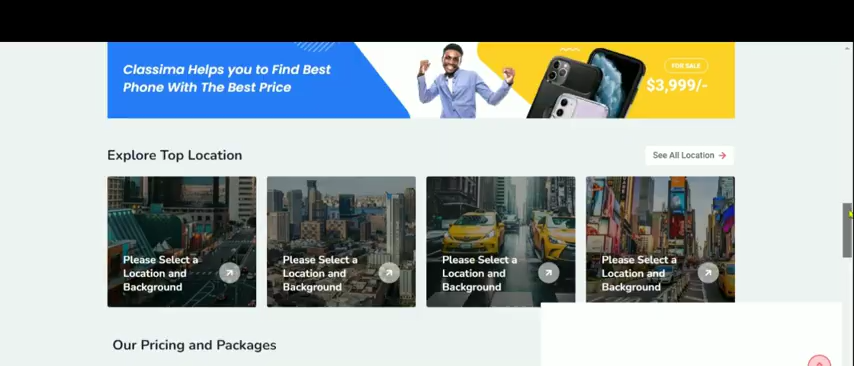 Classima Helps you to Find Best
Phone With The Best Price
FOR SALE
$3,999/-
Explore Top Location
See All Location
Please Select a
Location and
Background
Please Select a
Location and
Background
Please Select a
Location and
Background
Please Select a
Location and
Background
Our Pricing and Packages